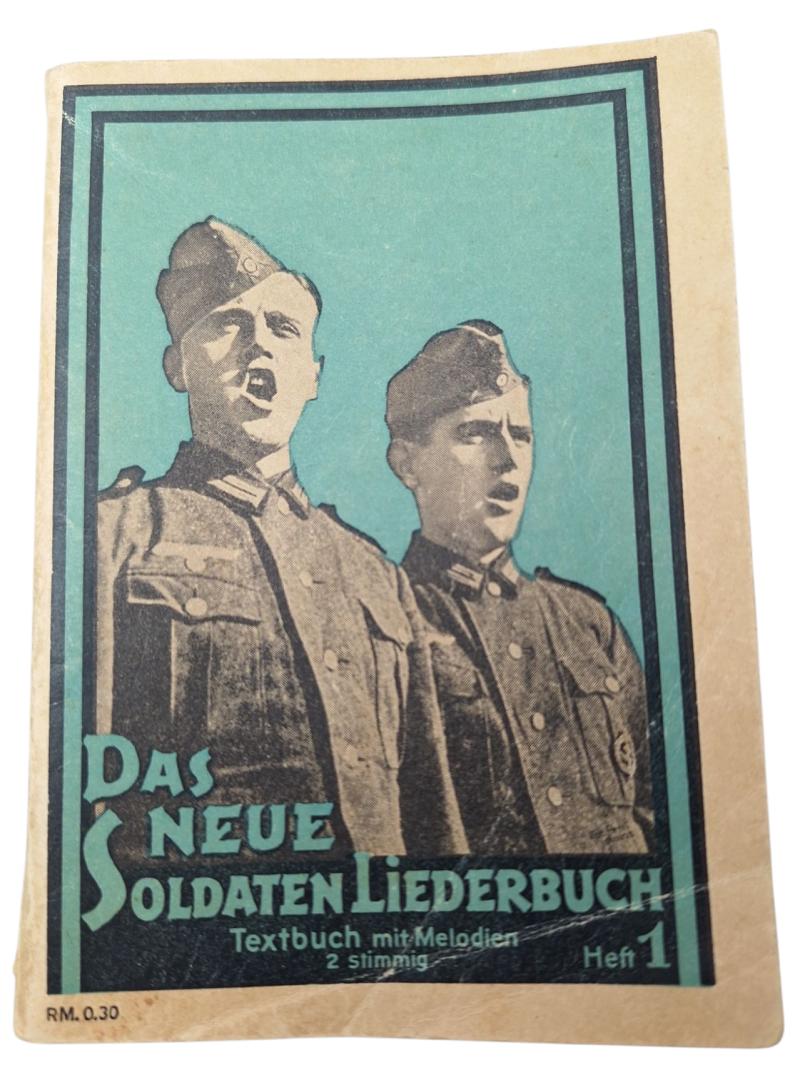 DAS
NEUE
SOLDATEN LIEDERBUCH
Textbuch mit Melodien
2 stimmig
Heft 1
RM. 0.30